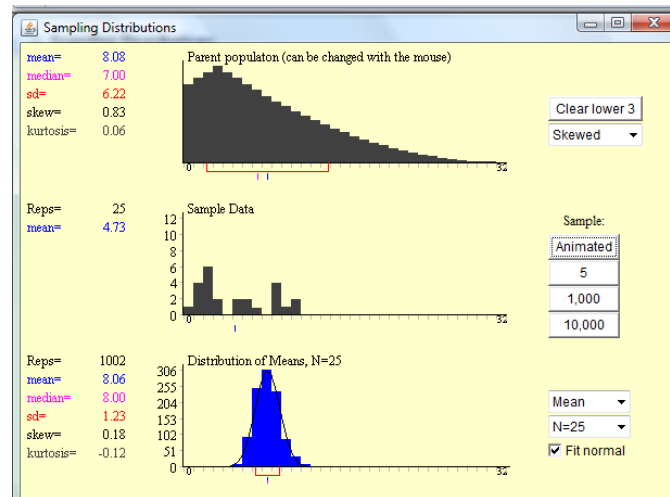 Sampling Distributions
mean= 8.08
median= 7.00
sd= 6.22
skew= 0.83
kurtosis= 0.06
Parent populaton (can be changed with the mouse)
0 32
Clear lower 3
Skewed
Reps= 25
mean= 4.73
Sample Data
12
10
8
6
4
2
0
0 32
Sample:
Animated
5
1,000
10,000
Reps= 1002
mean= 8.06
median= 8.00
sd= 1.23
skew= 0.18
kurtosis= -0.12
Distribution of Means, N=25
306
255
204
153
102
51
0
0 32
Mean
N=25
Fit normal